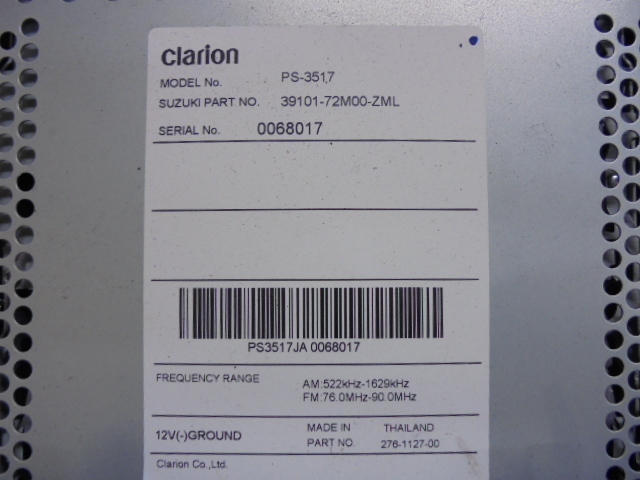 clarion
MODEL No. PS-3517
SUZUKI PART NO. 39101-72M00-ZML
SERIAL No. 0068017
PS3517JA 0068017
FREQUENCY RANGE AM:522kHz-1629kHz
FM:76.0MHz-90.0MHz
12V(-)GROUND MADE IN THAILAND
PART NO. 276-1127-00
Clarion Co.,Ltd.